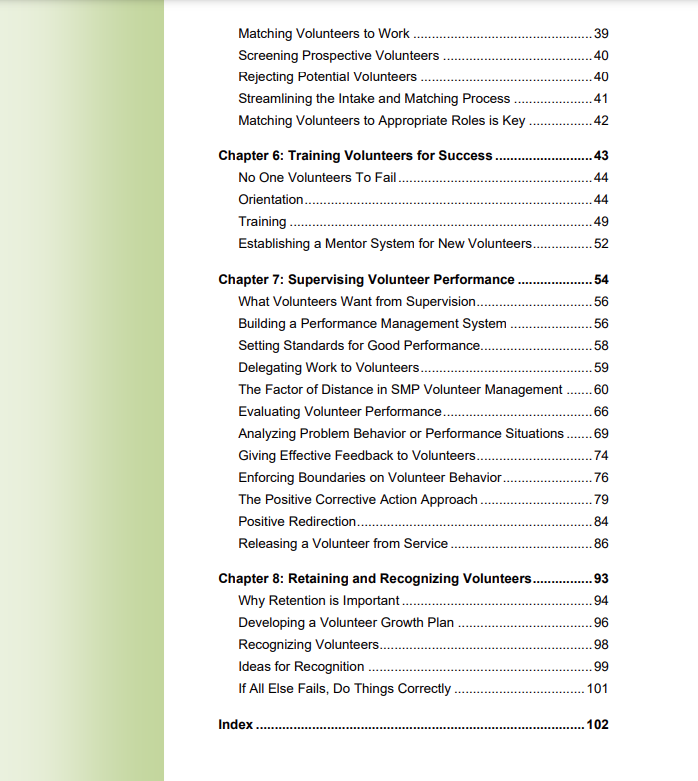 Matching Volunteers to Work ................................................ 39
Screening Prospective Volunteers ........................................ 40
Rejecting Potential Volunteers .............................................. 40
Streamlining the Intake and Matching Process ..................... 41
Matching Volunteers to Appropriate Roles is Key ................. 42
Chapter 6: Training Volunteers for Success ......................... 43
No One Volunteers To Fail .................................................... 44
Orientation ............................................................................. 44
Training ................................................................................. 49
Establishing a Mentor System for New Volunteers ................ 52
Chapter 7: Supervising Volunteer Performance .................... 54
What Volunteers Want from Supervision ............................... 56
Building a Performance Management System ...................... 56
Setting Standards for Good Performance .............................. 58
Delegating Work to Volunteers .............................................. 59
The Factor of Distance in SMP Volunteer Management ....... 60
Evaluating Volunteer Performance ........................................ 66
Analyzing Problem Behavior or Performance Situations ....... 69
Giving Effective Feedback to Volunteers ............................... 74
Enforcing Boundaries on Volunteer Behavior ........................ 76
The Positive Corrective Action Approach .............................. 79
Positive Redirection ............................................................... 84
Releasing a Volunteer from Service ...................................... 86
Chapter 8: Retaining and Recognizing Volunteers ................ 93
Why Retention is Important ................................................... 94
Developing a Volunteer Growth Plan .................................... 96
Recognizing Volunteers ......................................................... 98
Ideas for Recognition ............................................................ 99
If All Else Fails, Do Things Correctly ................................... 101
Index ....................................................................................... 102